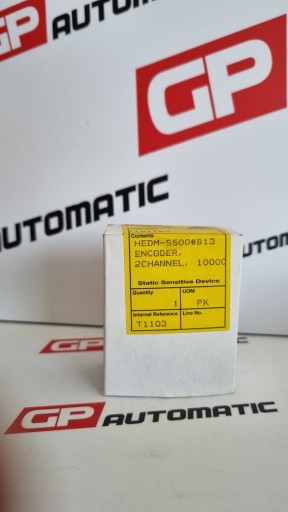 GP AUTOMATIC
GP
AUTOMATIC
Contents
HEDM-5500#B13
ENCODER,
2CHANNEL, 1000C
Static Sensitive Device
Quantity UOM
1 PK
Internal Reference Line No.
T1103
GP AUTOMATIC
GP AUTOMATIC